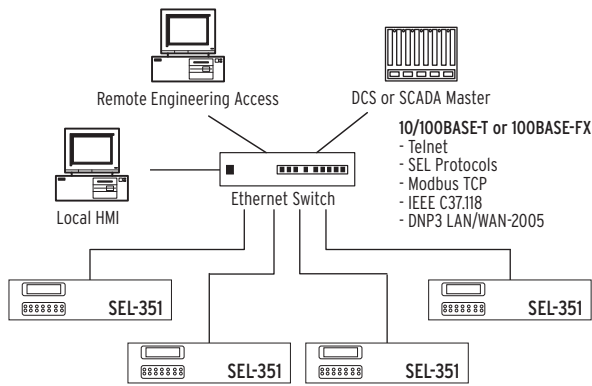 Remote Engineering Access
DCS or SCADA Master
10/100BASE-T or 100BASE-FX
- Telnet
- SEL Protocols
- Modbus TCP
- IEEE C37.118
- DNP3 LAN/WAN-2005
Local HMI
Ethernet Switch
SEL-351
SEL-351
SEL-351
SEL-351